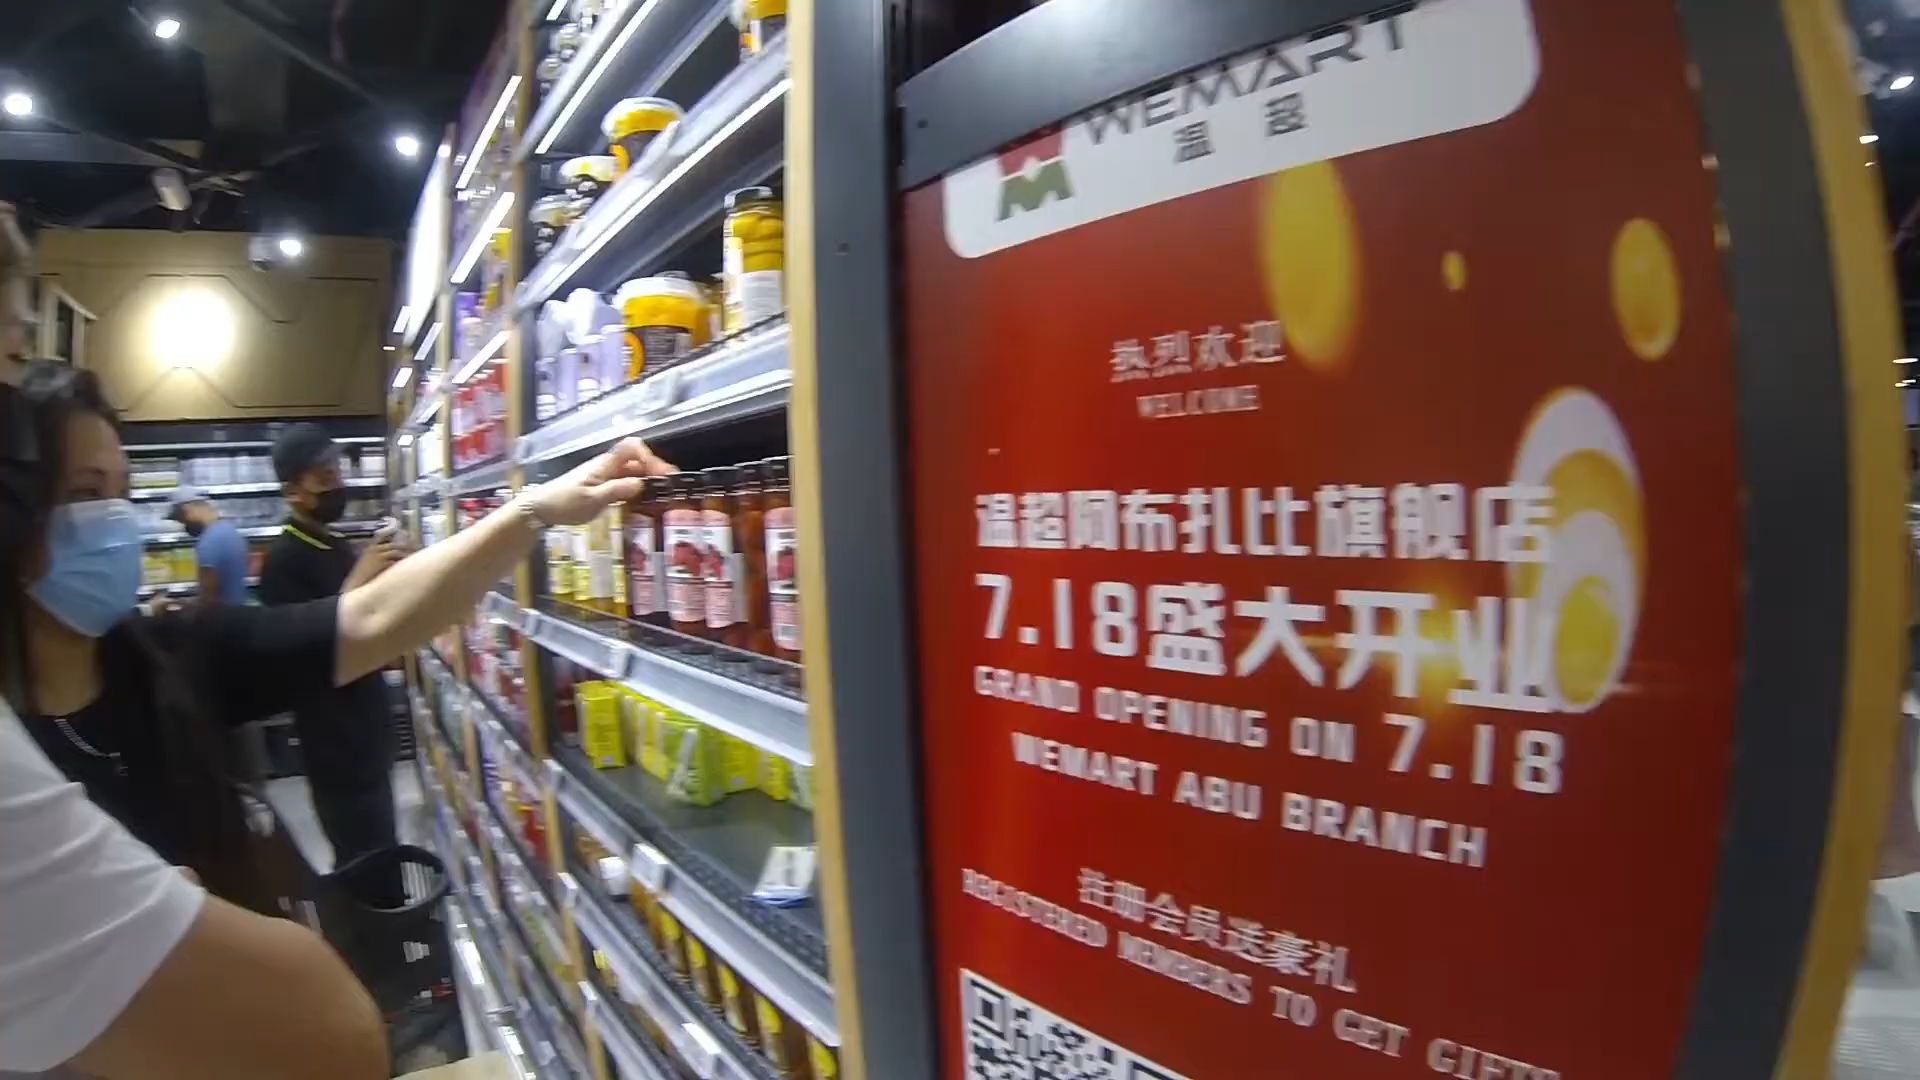 WEMART
温 超
热烈欢迎
WELCOME
温超阿布扎比旗舰店
7.18盛大开业
GRAND OPENING ON 7.18
WEMART ABU BRANCH
注册会员送豪礼
REGISTERED MEMBERS TO GET GIFTS